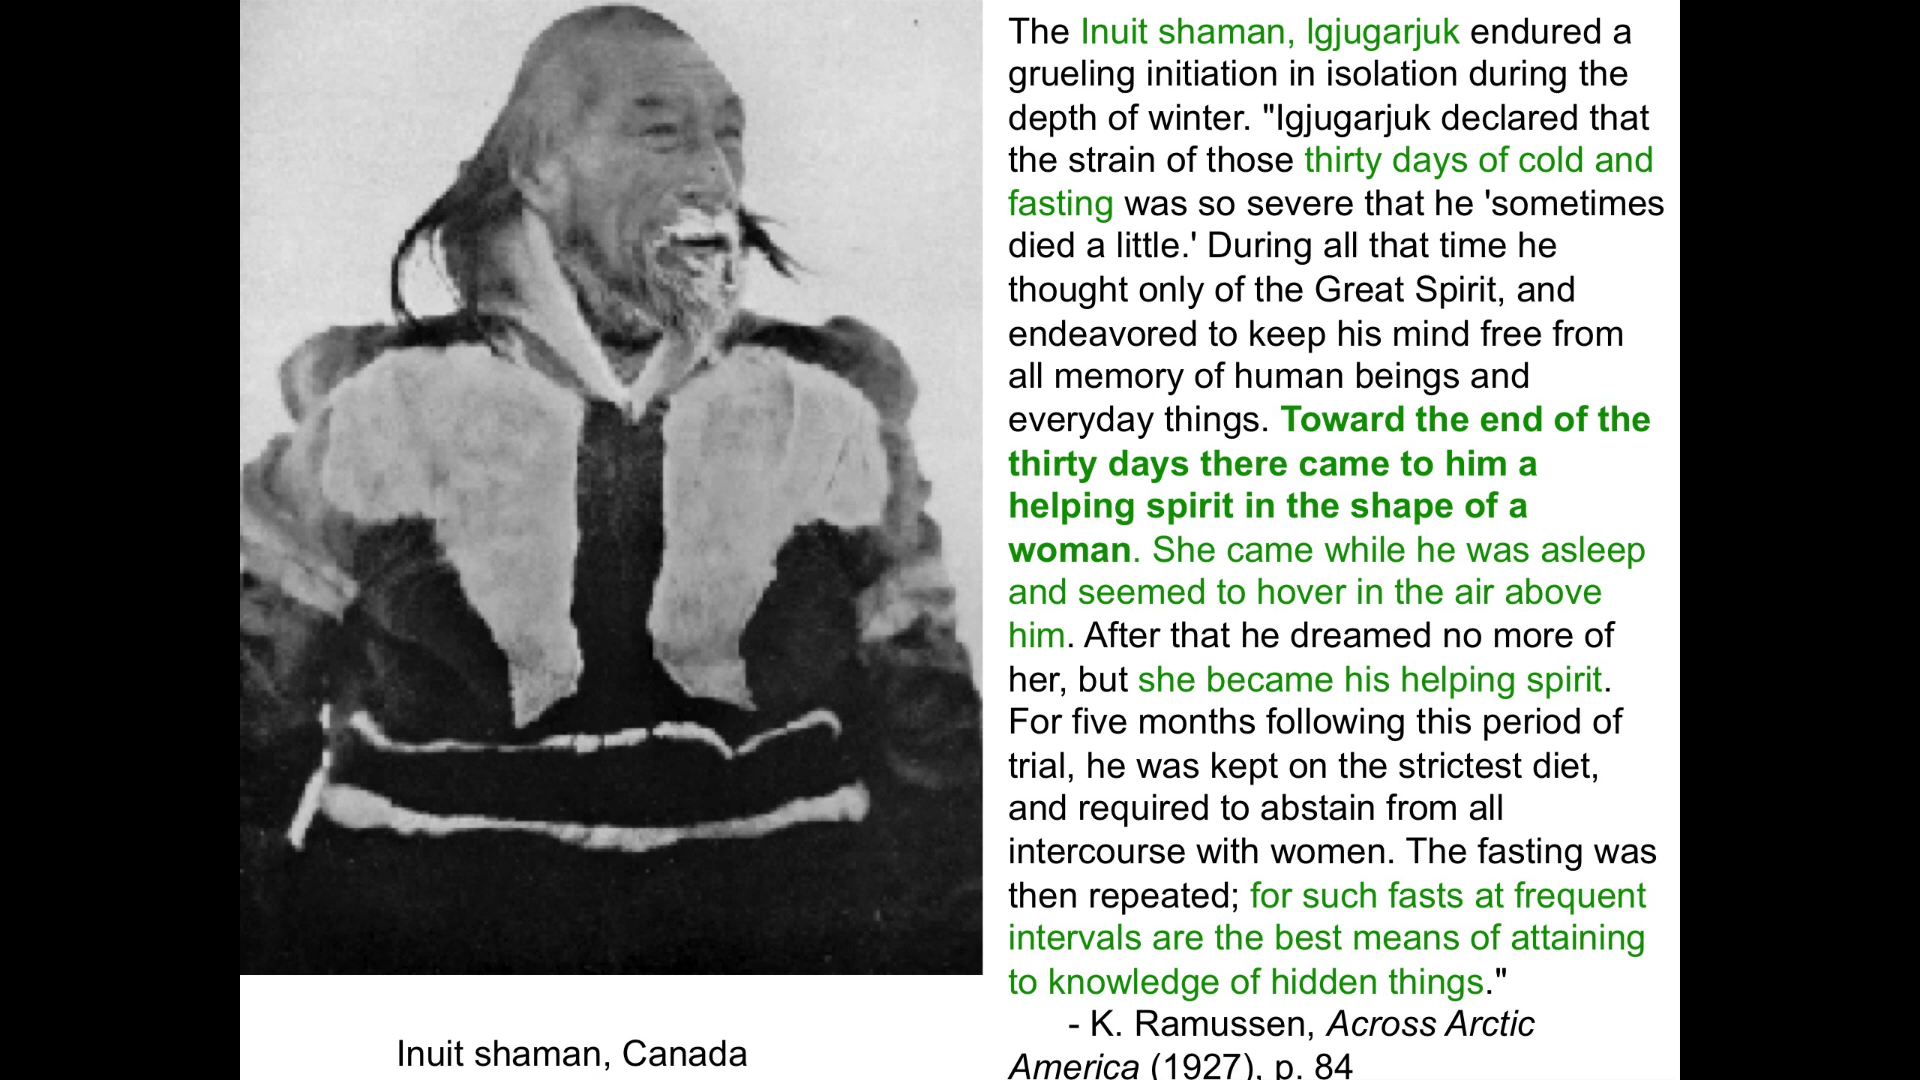 The Inuit shaman, Igjugarjuk endured a
grueling initiation in isolation during the
depth of winter. "Igjugarjuk declared that
the strain of those thirty days of cold and
fasting was so severe that he 'sometimes
died a little.' During all that time he
thought only of the Great Spirit, and
endeavored to keep his mind free from
all memory of human beings and
everyday things. Toward the end of the
thirty days there came to him a
helping spirit in the shape of a
woman. She came while he was asleep
and seemed to hover in the air above
him. After that he dreamed no more of
her, but she became his helping spirit.
For five months following this period of
trial, he was kept on the strictest diet,
and required to abstain from all
intercourse with women. The fasting was
then repeated; for such fasts at frequent
intervals are the best means of attaining
to knowledge of hidden things."
- K. Ramussen, Across Arctic
America (1927), p. 84
Inuit shaman, Canada